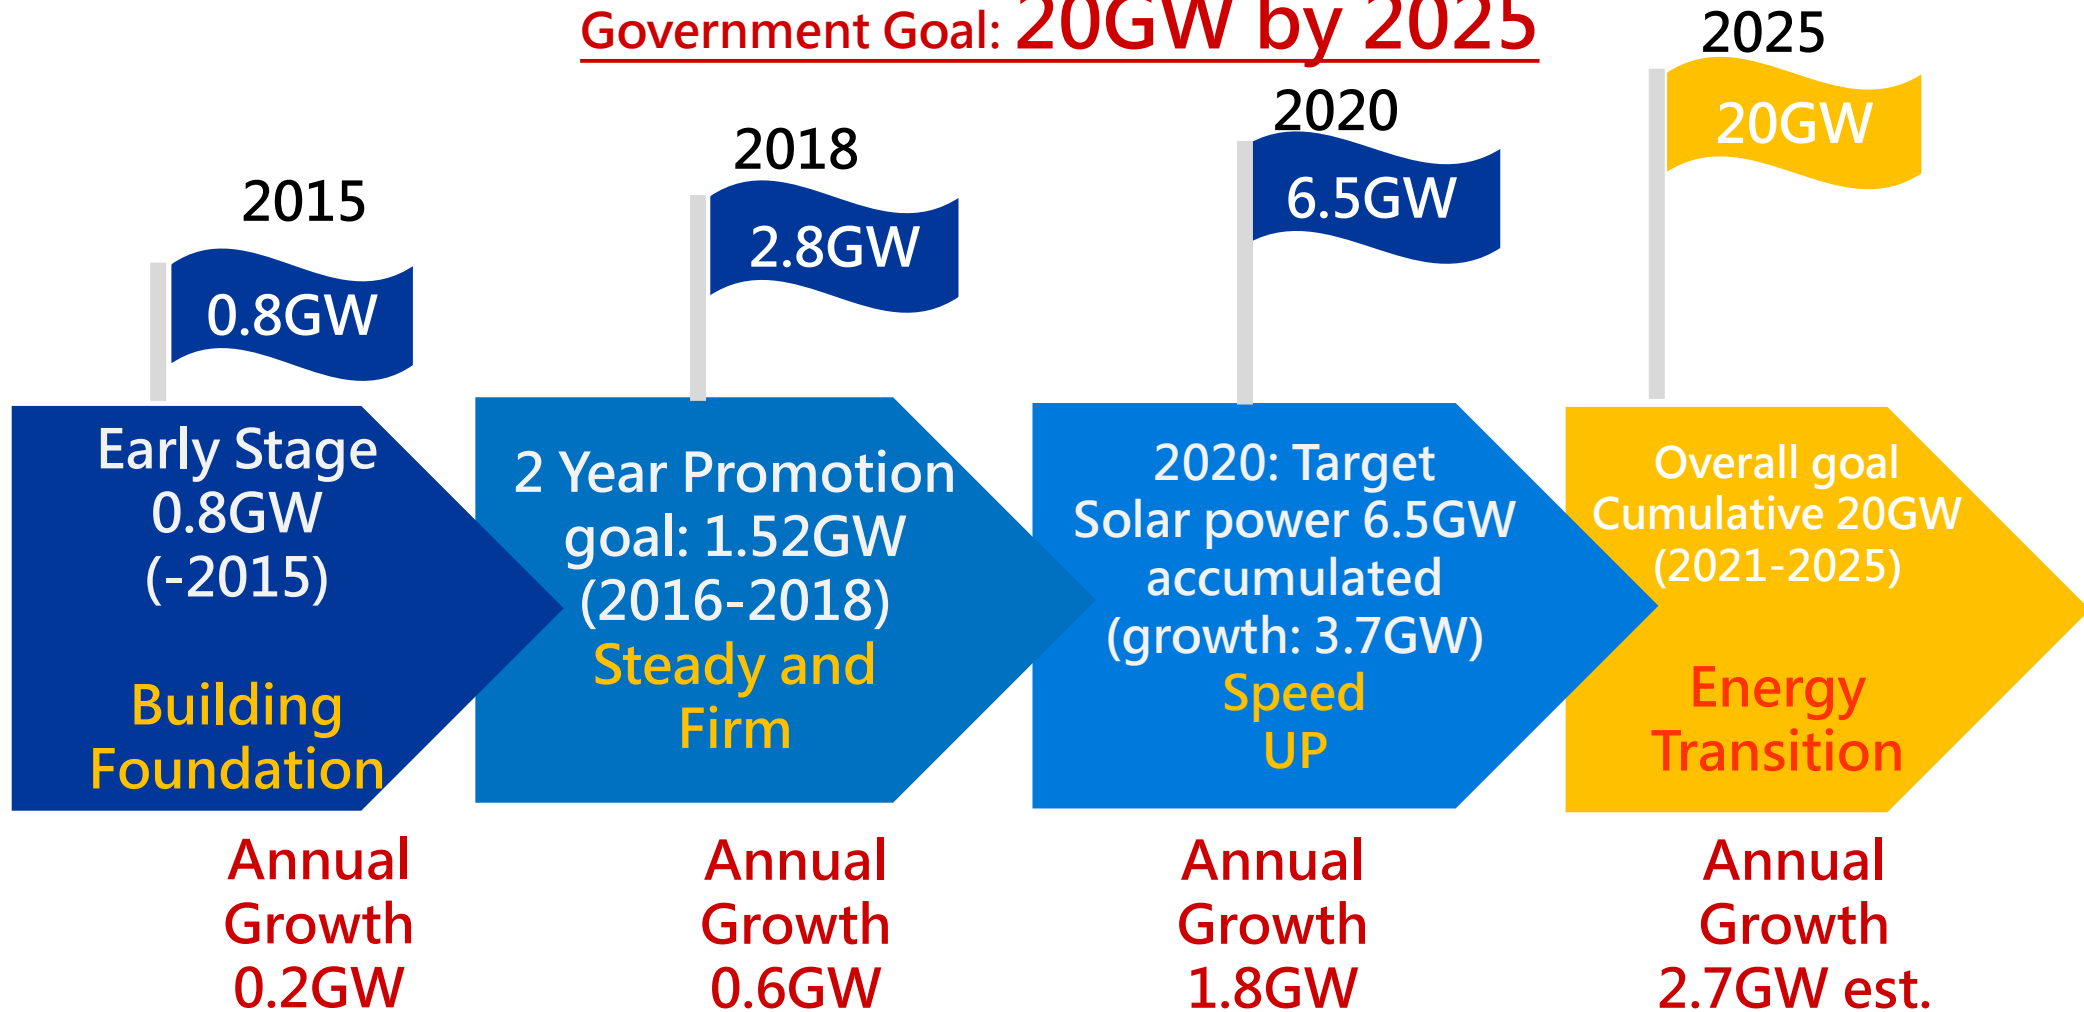 Government Goal: 20GW by 2025
2015
0.8GW
2018
2.8GW
2020
6.5GW
2025
20GW
Early Stage
0.8GW
(-2015)
Building
Foundation
2 Year Promotion
goal: 1.52GW
(2016-2018)
Steady and
Firm
2020: Target
Solar power 6.5GW
accumulated
(growth: 3.7GW)
Speed
UP
Overall goal
Cumulative 20GW
(2021-2025)
Energy
Transition
Annual
Growth
0.2GW
Annual
Growth
0.6GW
Annual
Growth
1.8GW
Annual
Growth
2.7GW est.